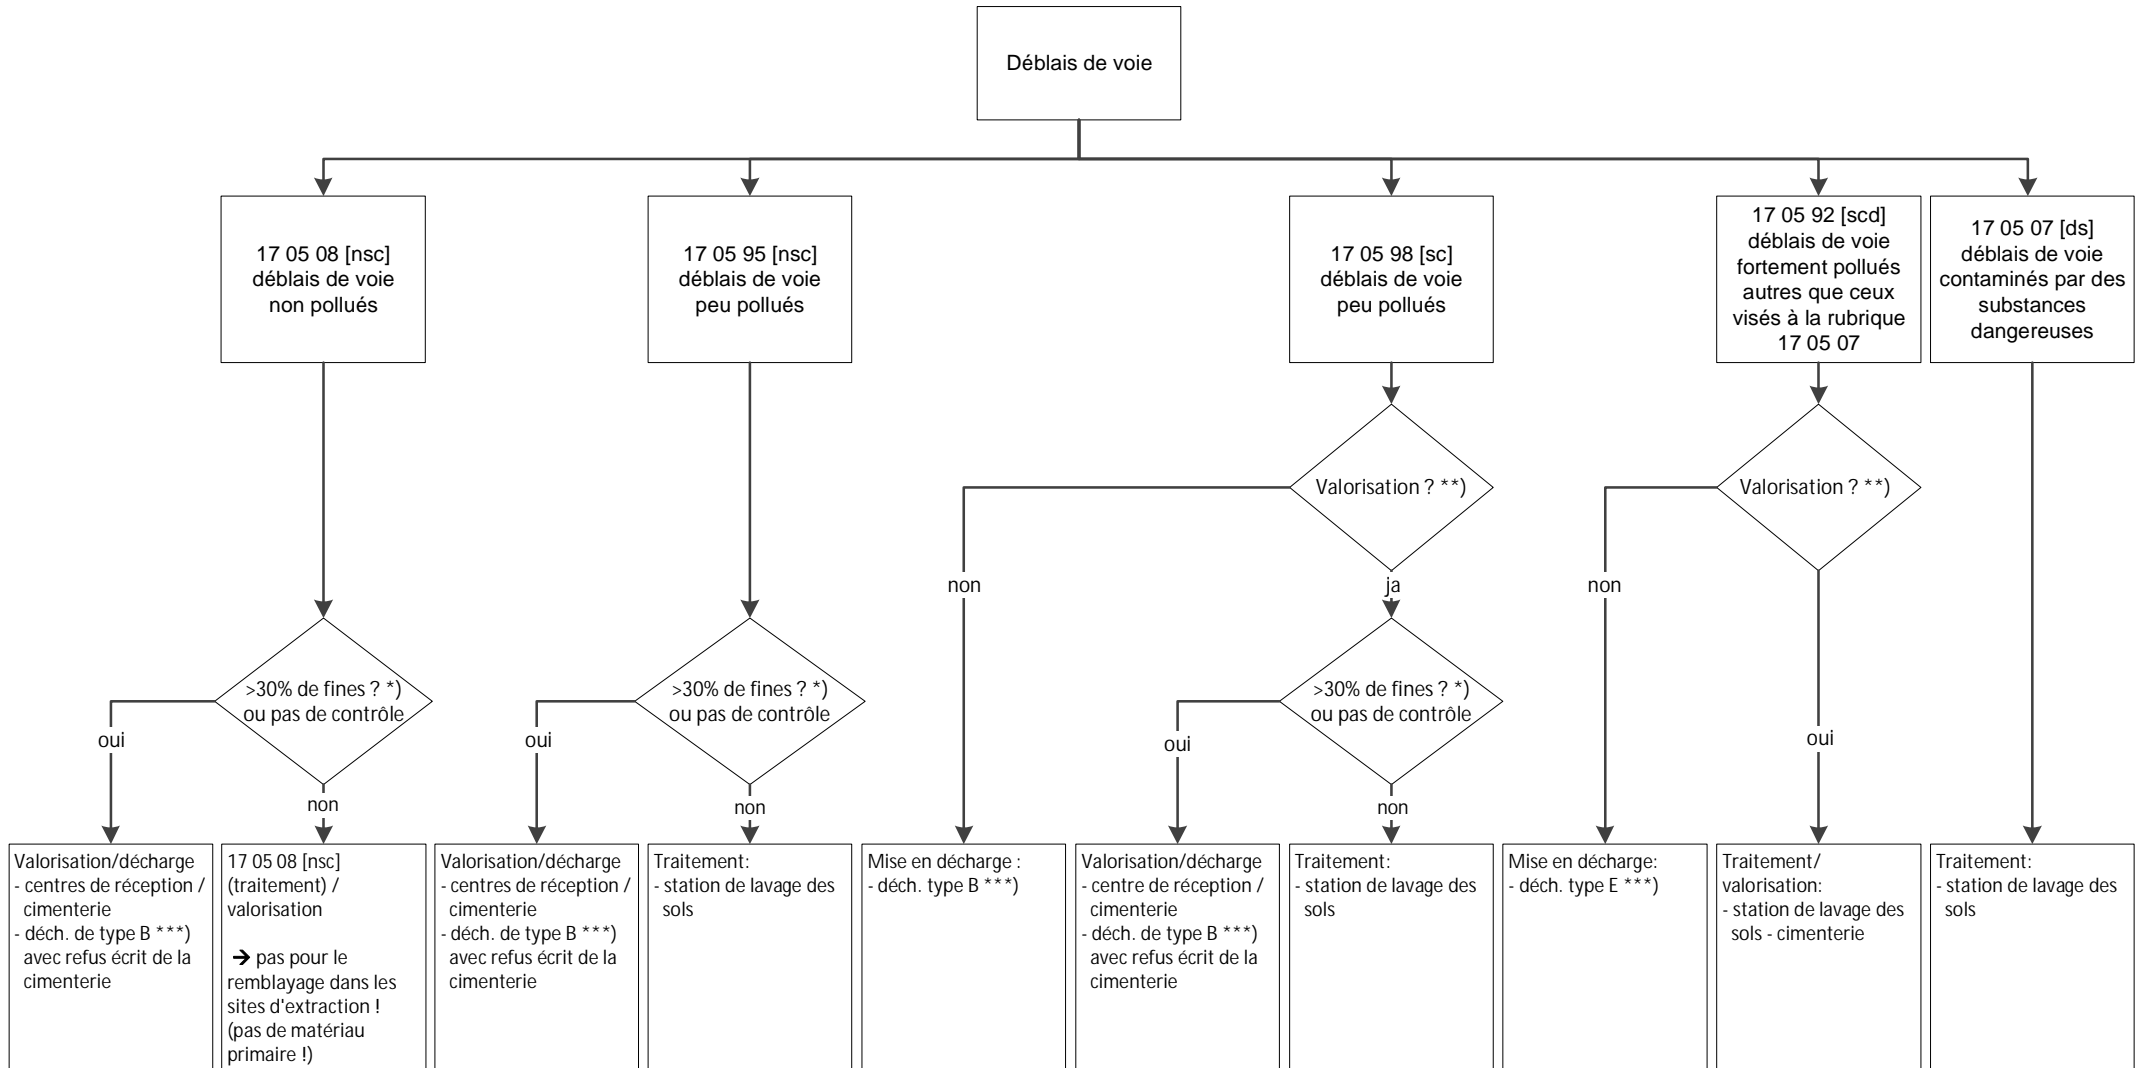 Déblais de voie
17 05 08 [nsc]
déblais de voie
non pollués
17 05 95 [nsc]
déblais de voie
peu pollués
17 05 98 [sc]
déblais de voie
peu pollués
17 05 92 [scd]
déblais de voie
fortement pollués
autres que ceux
visés à la rubrique
17 05 07
17 05 07 [ds]
déblais de voie
contaminés par des
substances
dangereuses
Valorisation ? **)
Valorisation ? **)
non
ja
non
>30% de fines ? *)
ou pas de contrôle
>30% de fines ? *)
ou pas de contrôle
>30% de fines ? *)
ou pas de contrôle
oui
oui
oui
oui
non
non
non
Valorisation/décharge
- centres de réception /
cimenterie
- déch. de type B ***)
avec refus écrit de la
cimenterie
17 05 08 [nsc]
(traitement) /
valorisation
➔ pas pour le
remblayage dans les
sites d'extraction !
(pas de matériau
primaire !)
Valorisation/décharge
- centres de réception /
cimenterie
- déch. de type B ***)
avec refus écrit de la
cimenterie
Traitement:
- station de lavage des
sols
Mise en décharge :
- déch. type B ***)
Valorisation/décharge
- centre de réception /
cimenterie
- déch. de type B ***)
avec refus écrit de la
cimenterie
Traitement:
- station de lavage des
sols
Mise en décharge:
- déch. type E ***)
Traitement/
valorisation:
- station de lavage des
sols - cimenterie
Traitement:
- station de lavage des
sols